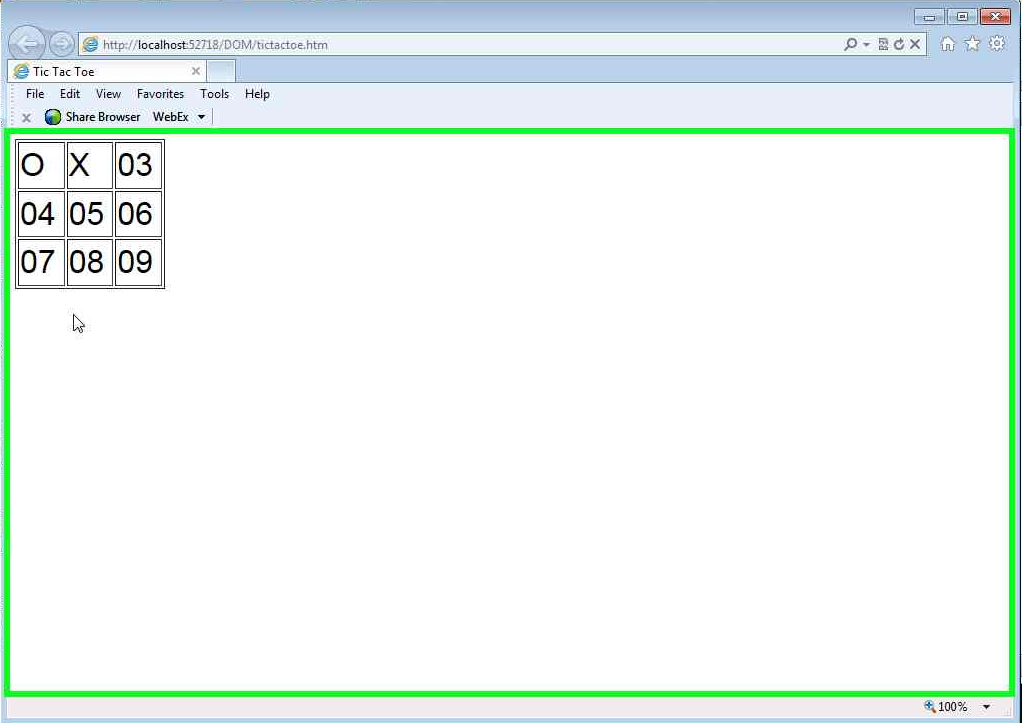 http://localhost:52718/DOM/tictactoe.htm
Tic Tac Toe
File Edit View Favorites Tools Help
x Share Browser WebEx
O X 03
04 05 06
07 08 09
100%